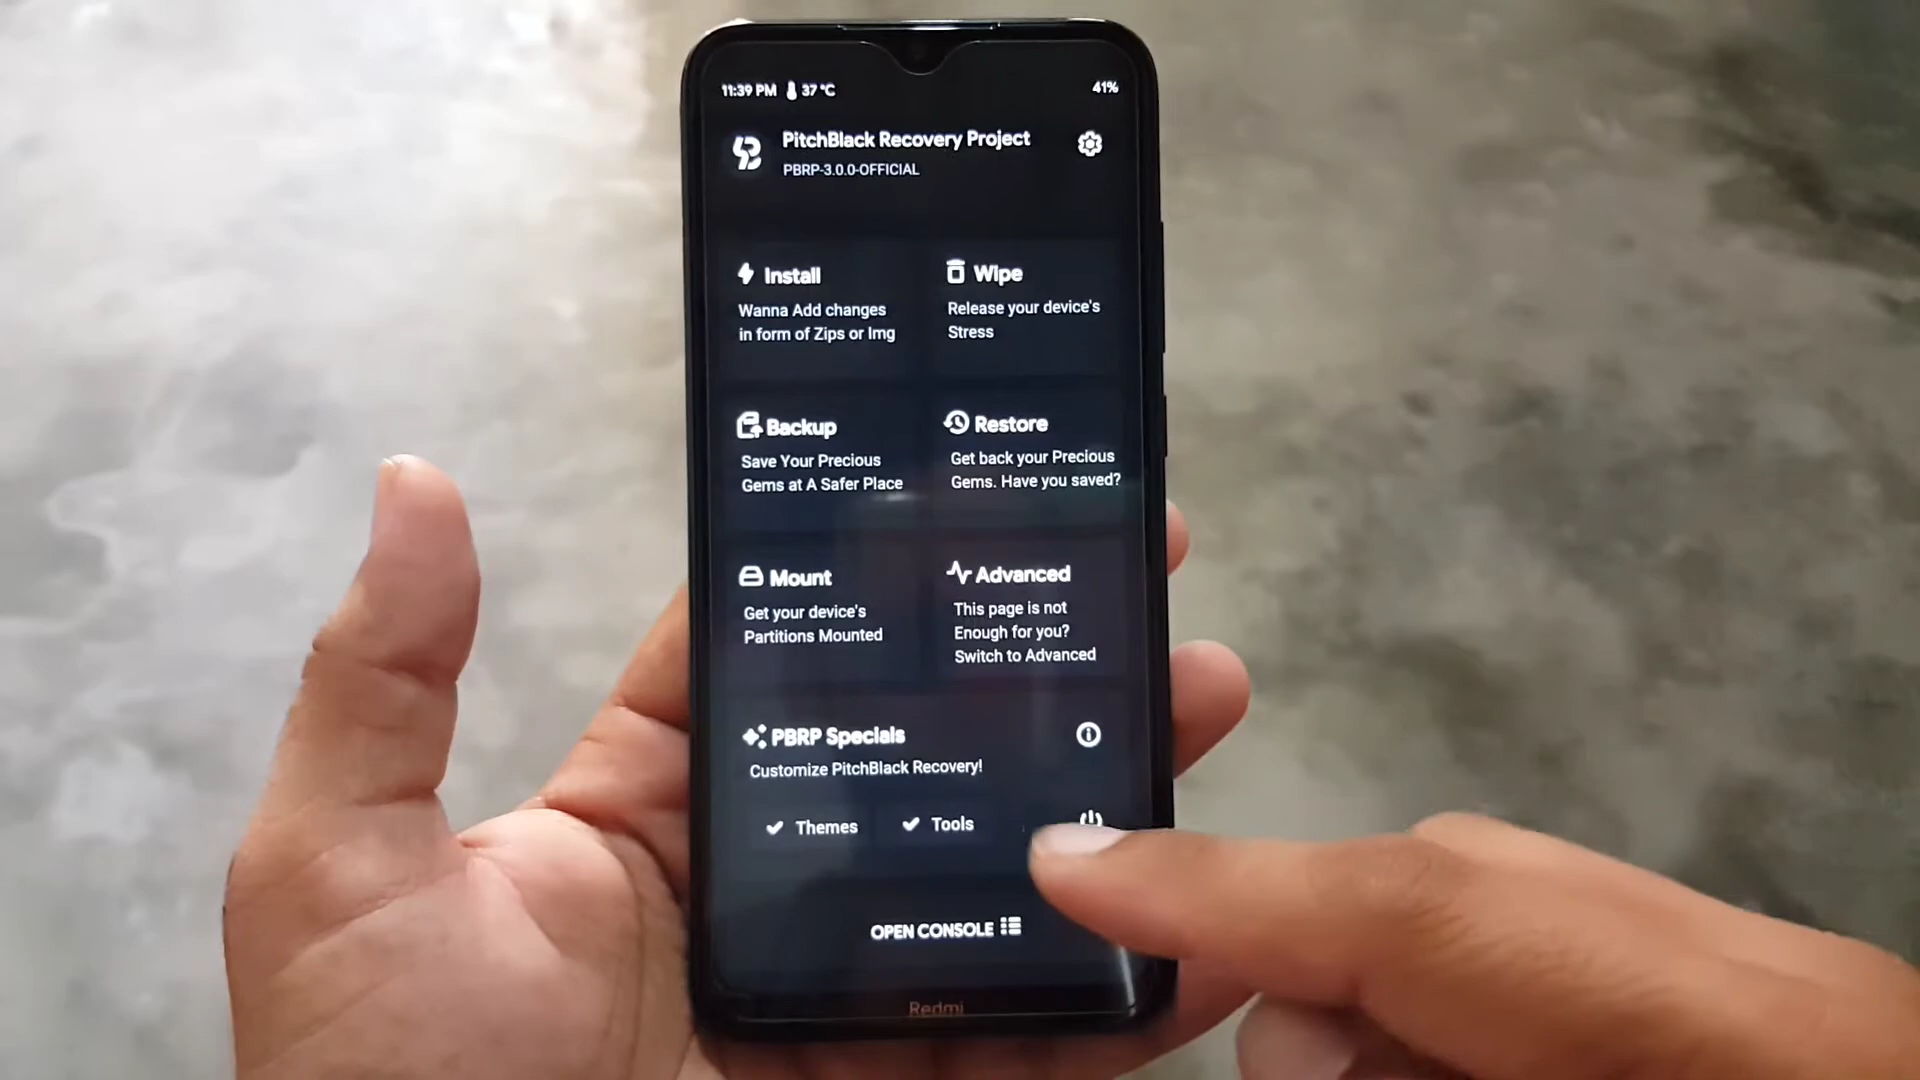 11:39 PM 37 °C
41%
PitchBlack Recovery Project
PBRP-3.0.0-OFFICIAL
Install
Wanna Add changes
in form of Zips or Img
Wipe
Release your device's
Stress
Backup
Save Your Precious
Gems at A Safer Place
Restore
Get back your Precious
Gems. Have you saved?
Mount
Get your device's
Partitions Mounted
Advanced
This page is not
Enough for you?
Switch to Advanced
PBRP Specials
Customize PitchBlack Recovery!
Themes
Tools
OPEN CONSOLE
Redmi